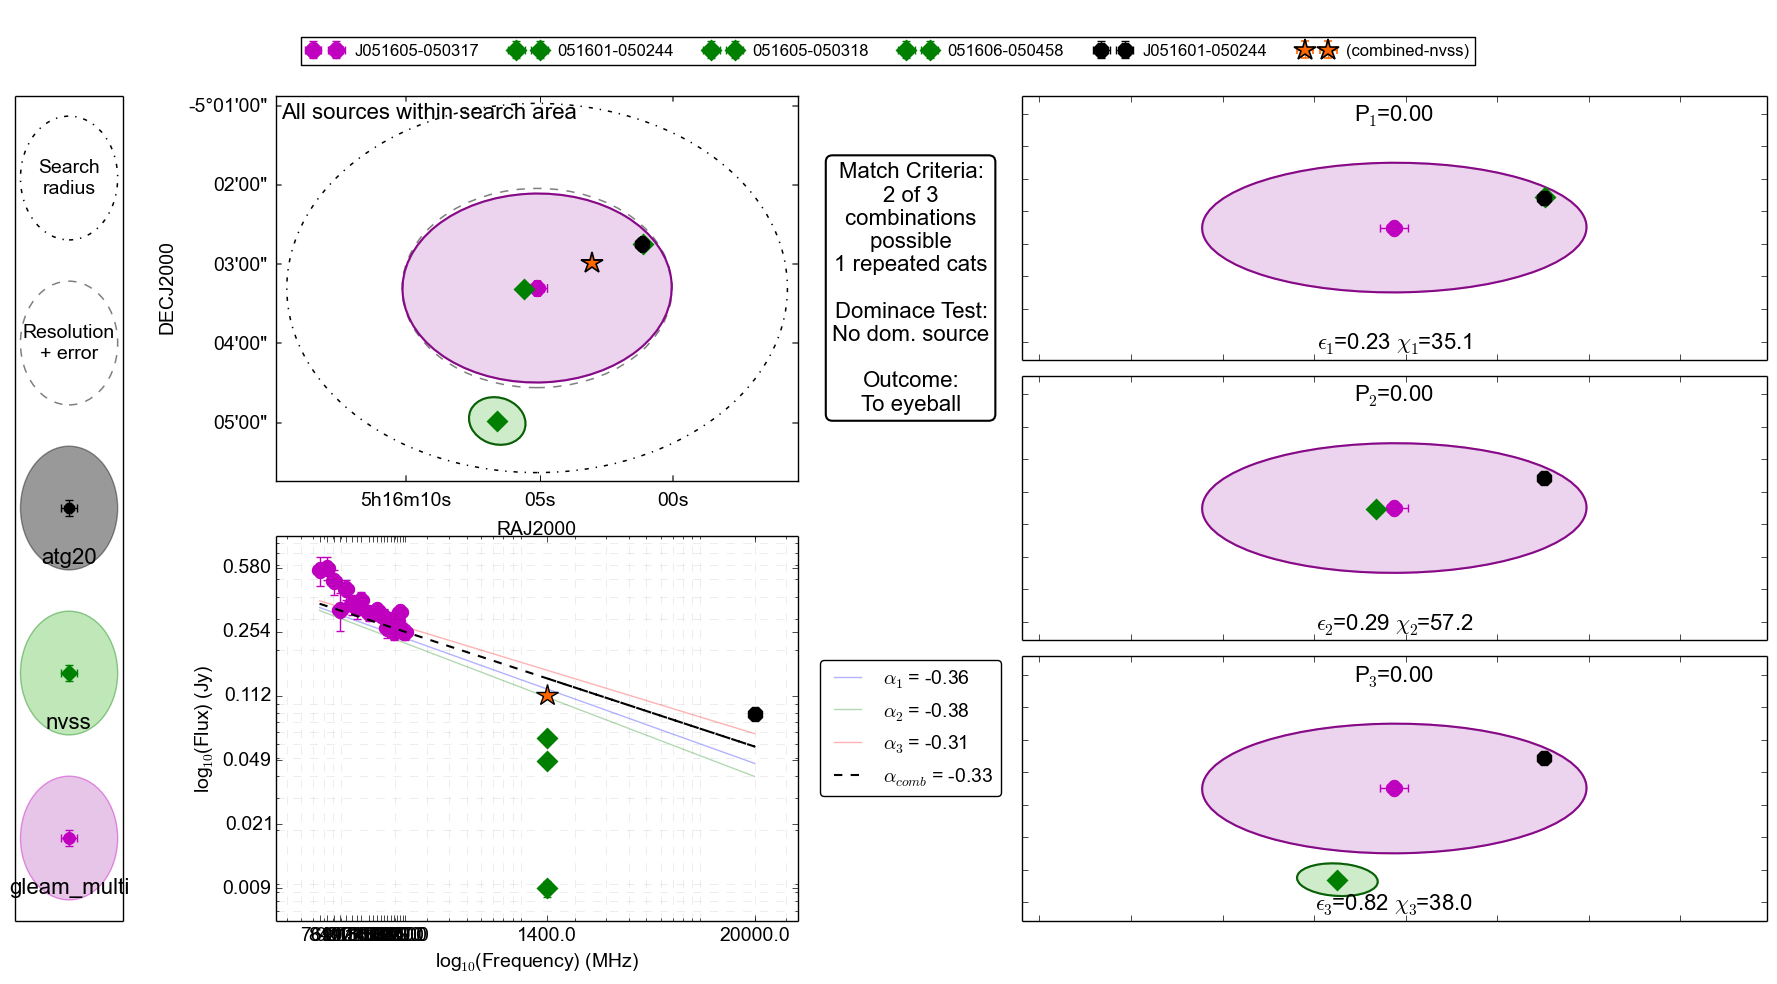 J051605-050317 051601-050244 051605-050318 051606-050458 J051601-050244 (combined-nvss)
Search
radius
Resolution
+ error
atg20
nvss
gleam_multi
All sources within search area
-5°01'00"
02'00"
03'00"
04'00"
05'00"
DECJ2000
5h16m10s 05s 00s
RAJ2000
Match Criteria:
2 of 3
combinations
possible
1 repeated cats
Dominace Test:
No dom. source
Outcome:
To eyeball
0.580
0.254
0.112
0.049
0.021
0.009
log10(Flux) (Jy)
1400.0 20000.0
log10(Frequency) (MHz)
α1 = -0.36
α2 = -0.38
α3 = -0.31
αcomb = -0.33
P1=0.00
ϵ1=0.23 χ1=35.1
P2=0.00
ϵ2=0.29 χ2=57.2
P3=0.00
ϵ3=0.82 χ3=38.0